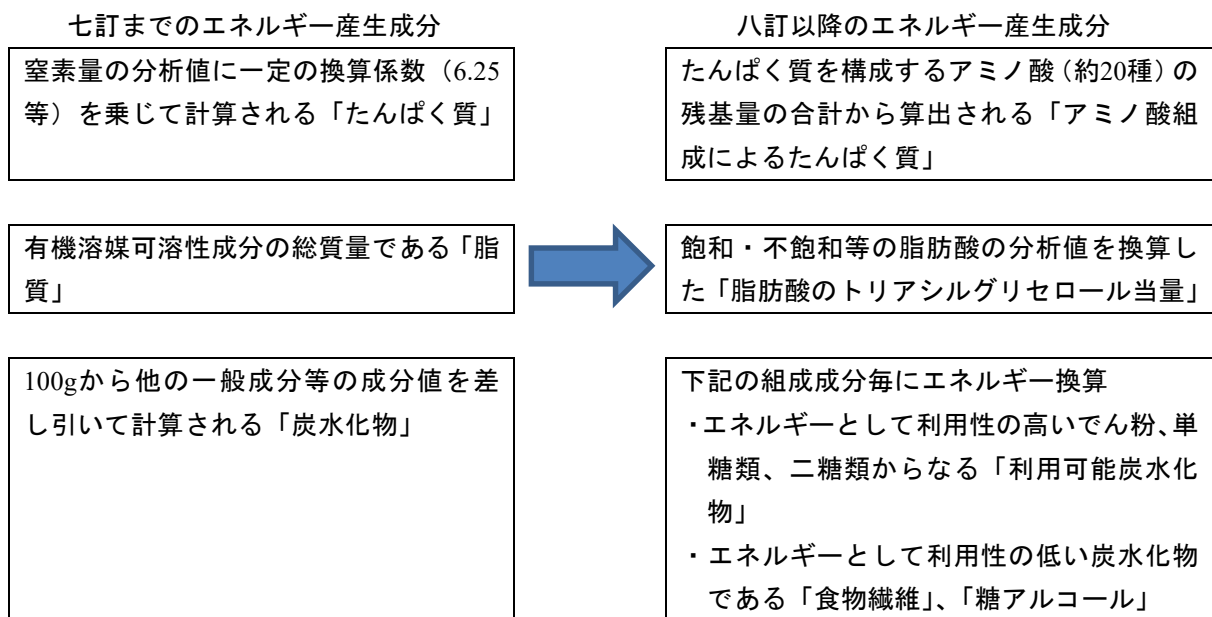 七訂までのエネルギー産生成分
八訂以降のエネルギー産生成分
窒素量の分析値に一定の換算係数（6.25
等）を乗じて計算される「たんぱく質」
たんぱく質を構成するアミノ酸（約20種）の
残基量の合計から算出される「アミノ酸組
成によるたんぱく質」
有機溶媒可溶性成分の総質量である「脂
質」
飽和・不飽和等の脂肪酸の分析値を換算し
た「脂肪酸のトリアシルグリセロール当量」
100gから他の一般成分等の成分値を差
し引いて計算される「炭水化物」
下記の組成成分毎にエネルギー換算
・エネルギーとして利用性の高いでん粉、単
糖類、二糖類からなる「利用可能炭水化
物」
・エネルギーとして利用性の低い炭水化物
である「食物繊維」、「糖アルコール」